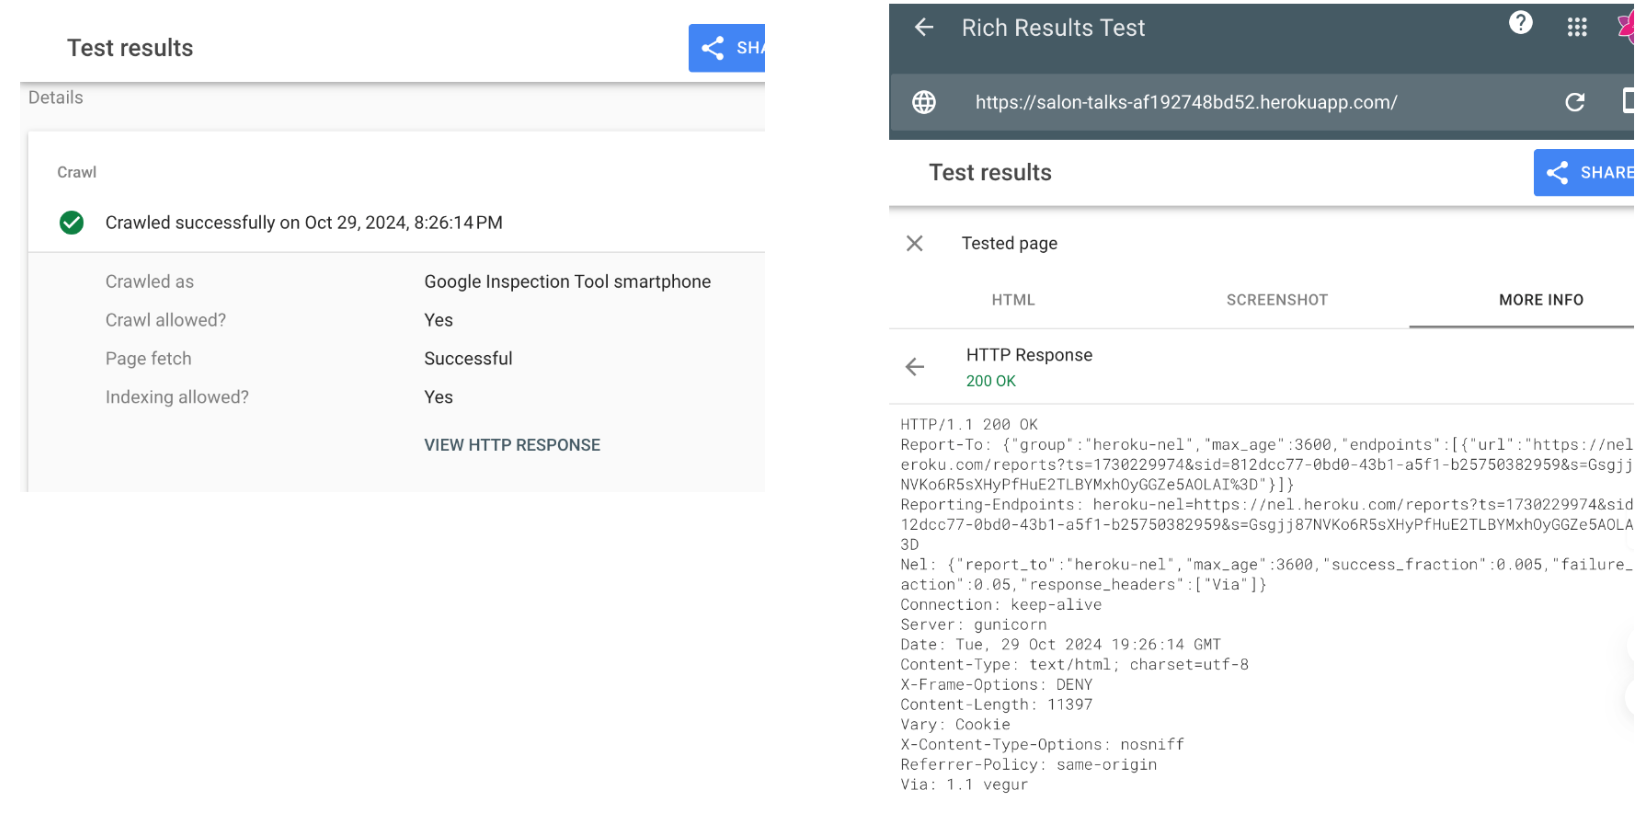 Test results
SHA
Details
Crawl
Crawled successfully on Oct 29, 2024, 8:26:14 PM
Crawled as Google Inspection Tool smartphone
Crawl allowed? Yes
Page fetch Successful
Indexing allowed? Yes
VIEW HTTP RESPONSE
Rich Results Test
https://salon-talks-af192748bd52.herokuapp.com/
Test results
SHARE
Tested page
HTML SCREENSHOT MORE INFO
HTTP Response
200 OK
HTTP/1.1 200 OK
Report-To: {"group":"heroku-nel","max_age":3600,"endpoints":[{"url":"https://nel
eroku.com/reports?ts=1730229974&sid=812dcc77-0bd0-43b1-a5f1-b25750382959&s=Gsgjj
NVKo6R5sXHyPfHuE2TLBYMxhOyGGZe5AOLAI%3D"}]}
Reporting-Endpoints: heroku-nel=https://nel.heroku.com/reports?ts=1730229974&sid
12dcc77-0bd0-43b1-a5f1-b25750382959&s=Gsgjj87NVKo6R5sXHyPfHuE2TLBYMxhOyGGZe5AOLA
3D
Nel: {"report_to":"heroku-nel","max_age":3600,"success_fraction":0.005,"failure_
action":0.05,"response_headers":["Via"]}
Connection: keep-alive
Server: gunicorn
Date: Tue, 29 Oct 2024 19:26:14 GMT
Content-Type: text/html; charset=utf-8
X-Frame-Options: DENY
Content-Length: 11397
Vary: Cookie
X-Content-Type-Options: nosniff
Referrer-Policy: same-origin
Via: 1.1 vegur